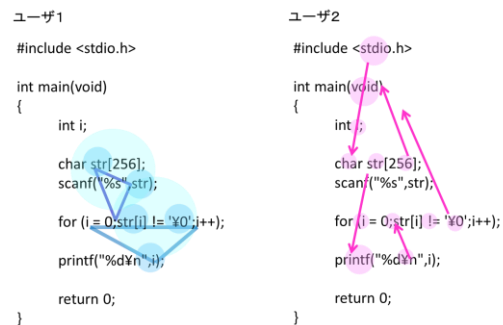 ユーザ1
#include <stdio.h>
int main(void)
{
int i;
char str[256];
scanf("%s",str);
for (i = 0;str[i] != '¥0';i++);
printf("%d¥n",i);
return 0;
}
ユーザ2
#include <stdio.h>
int main(void)
{
int i;
char str[256];
scanf("%s",str);
for (i = 0;str[i] != '¥0';i++);
printf("%d¥n",i);
return 0;
}